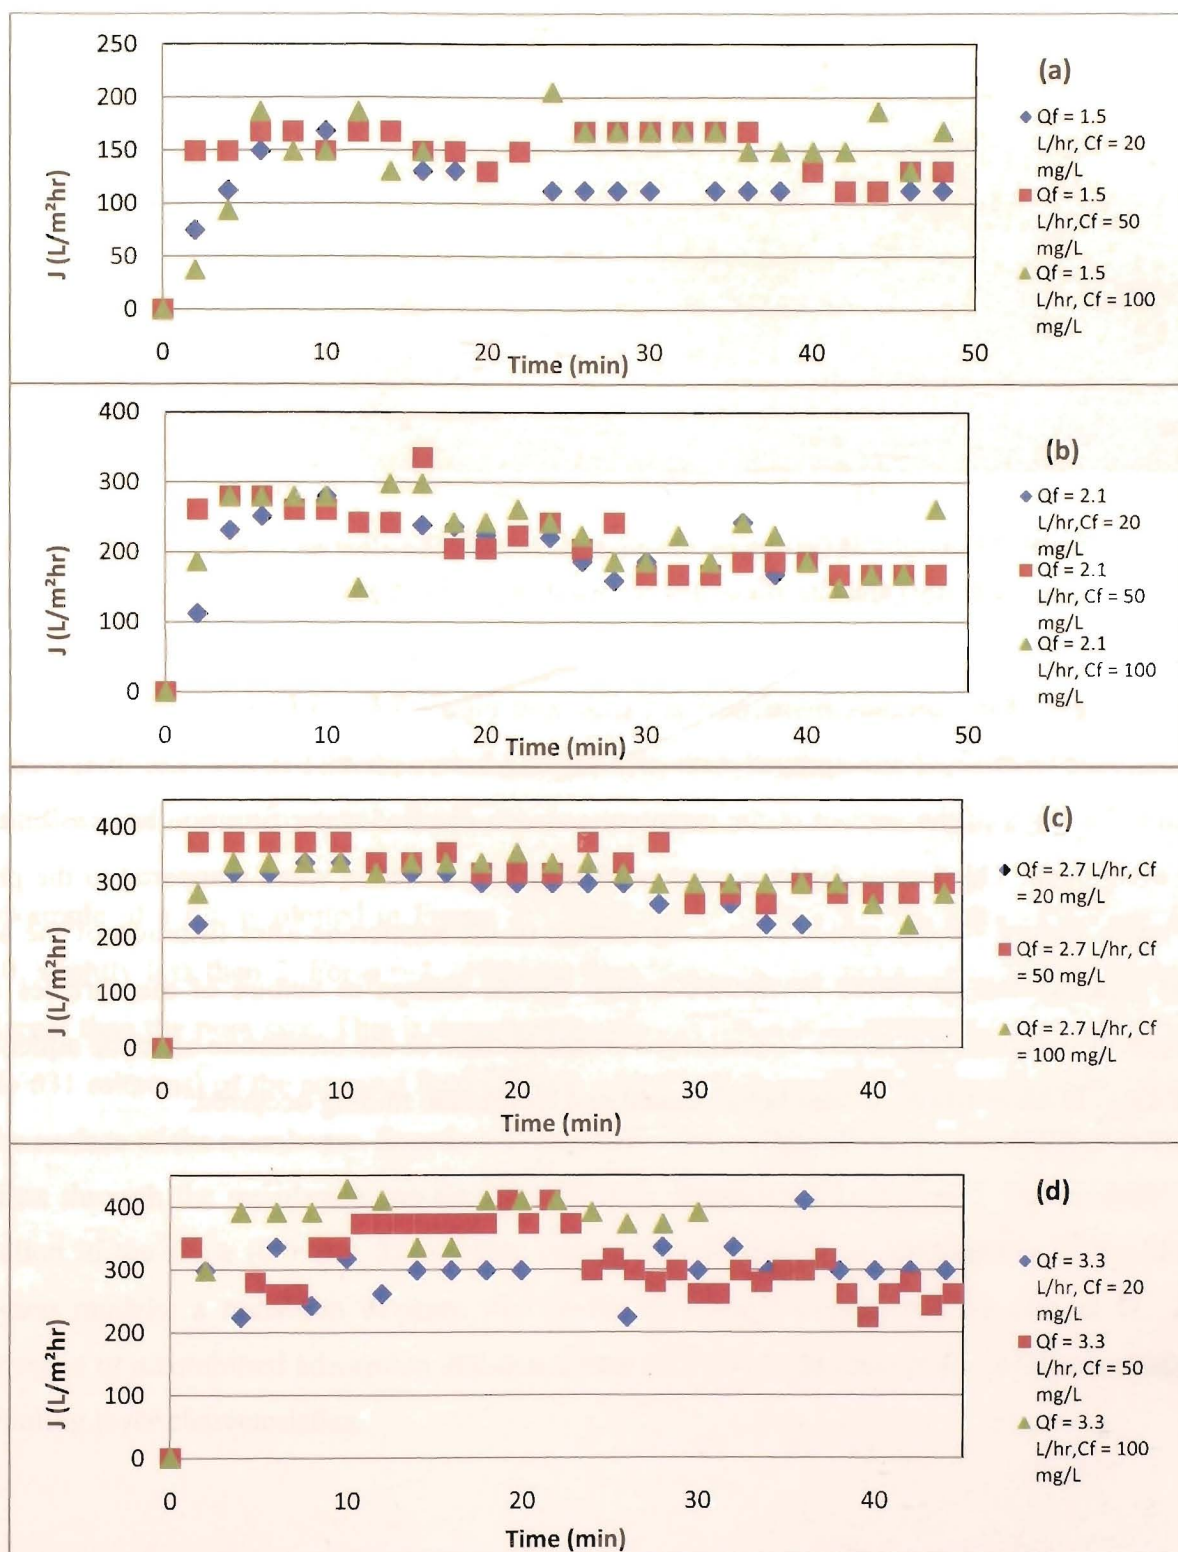 250
200
150
100
50
0
J (L/m²hr)
0 10 20 30 40 50
Time (min)
(a)
Qf = 1.5
L/hr, Cf = 20
mg/L
Qf = 1.5
L/hr,Cf = 50
mg/L
Qf = 1.5
L/hr, Cf = 100
mg/L
400
300
200
100
0
J (L/m²hr)
0 10 20 30 40 50
Time (min)
(b)
Qf = 2.1
L/hr,Cf = 20
mg/L
Qf = 2.1
L/hr, Cf = 50
mg/L
Qf = 2.1
L/hr, Cf = 100
mg/L
400
300
200
100
0
J (L/m²hr)
0 10 20 30 40
Time (min)
(c)
Qf = 2.7 L/hr, Cf
= 20 mg/L
Qf = 2.7 L/hr, Cf
= 50 mg/L
Qf = 2.7 L/hr, Cf
= 100 mg/L
400
300
200
100
0
J (L/m²hr)
0 10 20 30 40
Time (min)
(d)
Qf = 3.3
L/hr, Cf = 20
mg/L
Qf = 3.3
L/hr, Cf = 50
mg/L
Qf = 3.3
L/hr,Cf = 100
mg/L